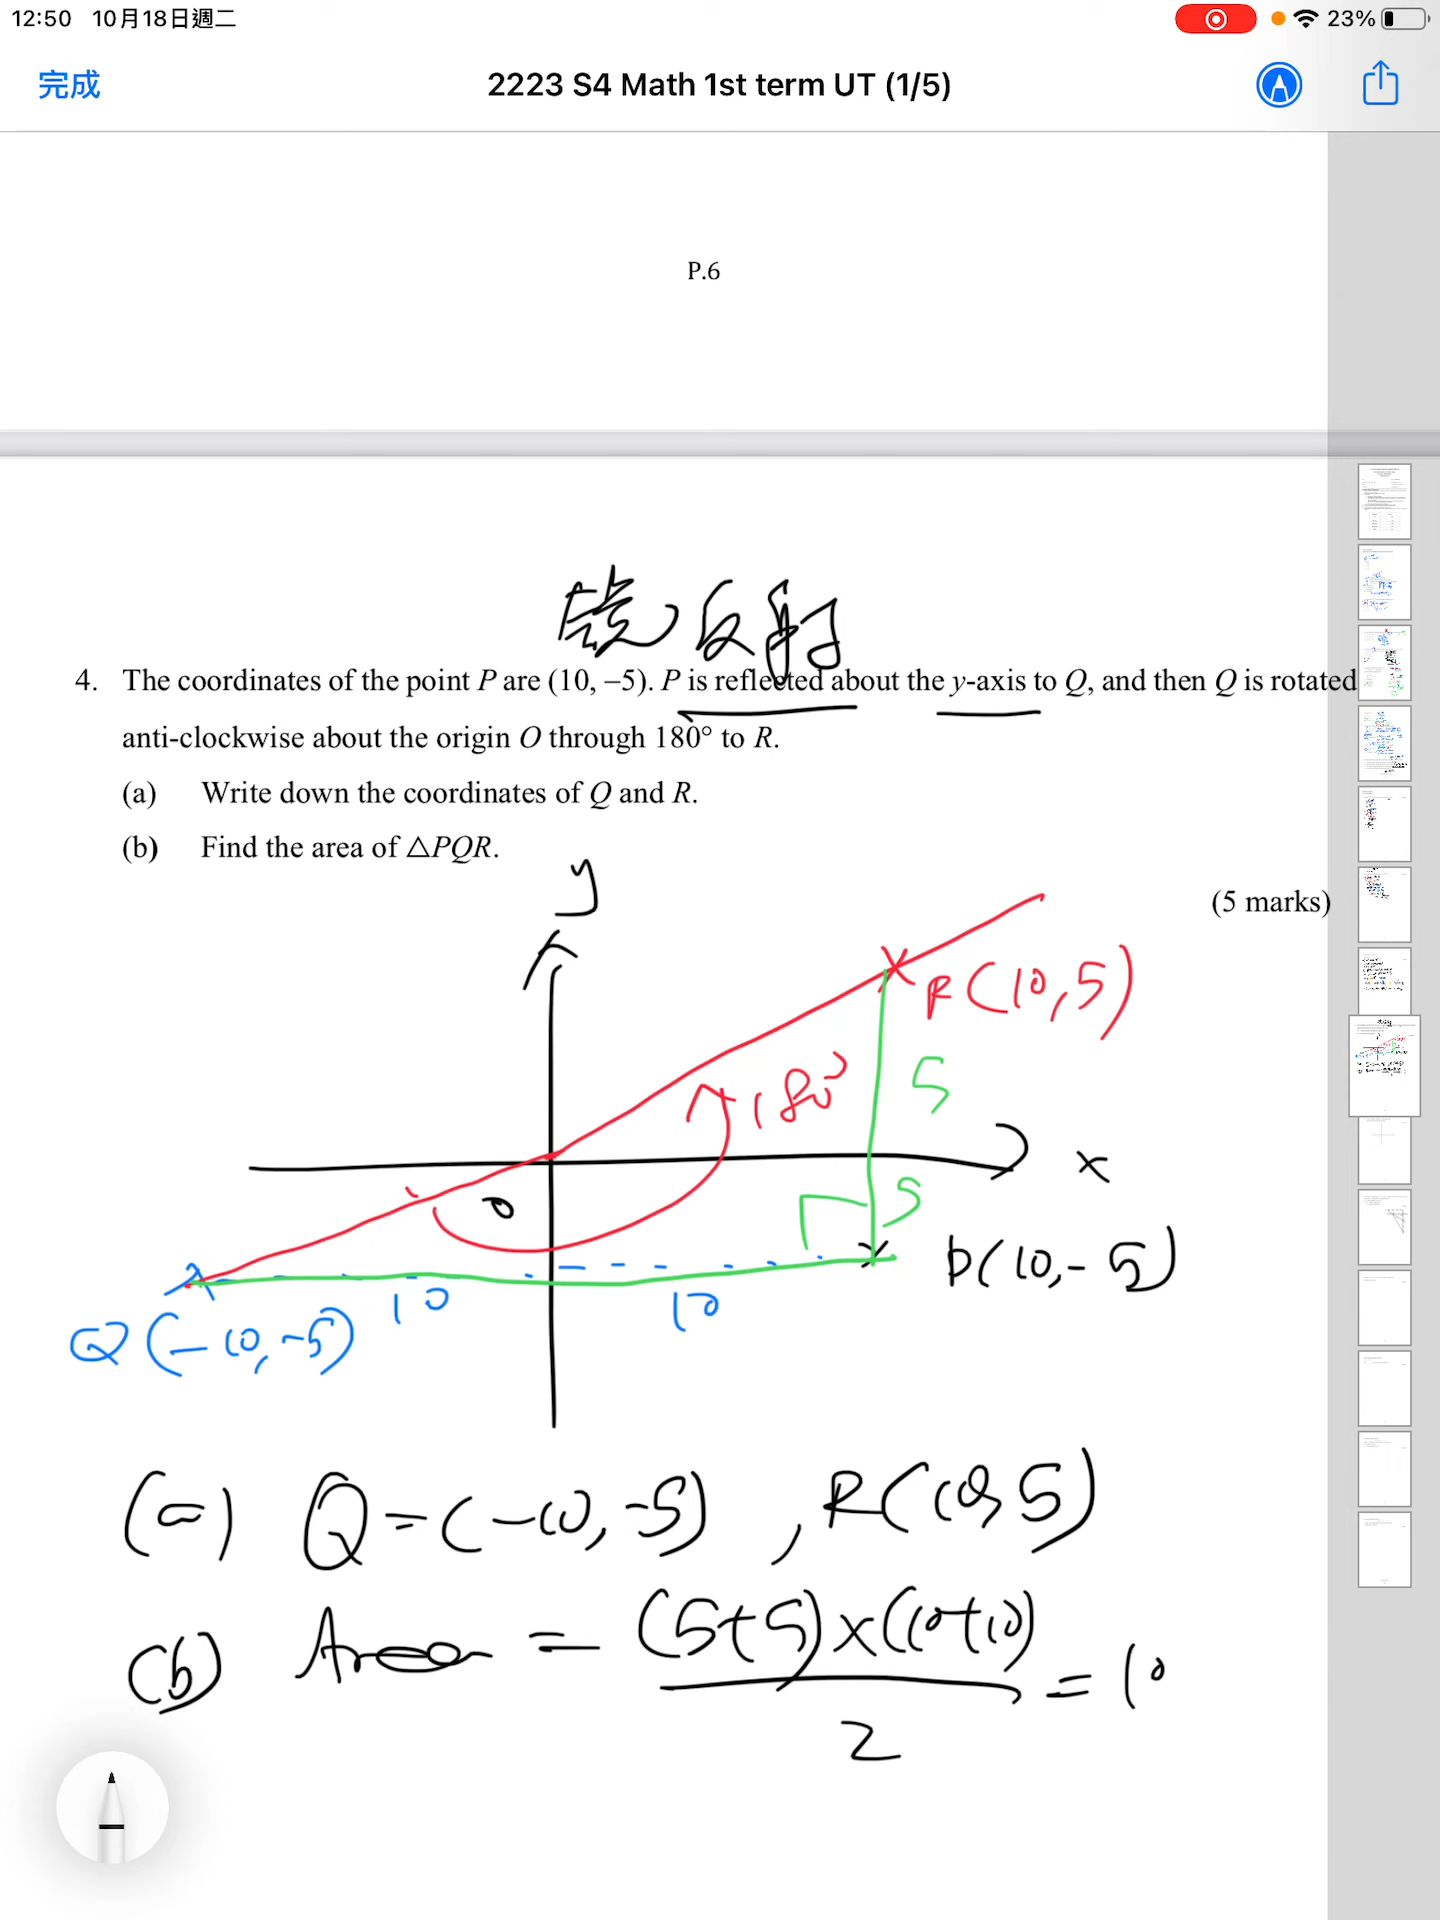 12:50 10月18日週二 23%
完成 2223 S4 Math 1st term UT (1/5)
P.6
鏡反射
4. The coordinates of the point P are (10, –5). P is reflected about the y-axis to Q, and then Q is rotated
anti-clockwise about the origin O through 180° to R.
(a) Write down the coordinates of Q and R.
(b) Find the area of △PQR.
(5 marks)
y
R(10,5)
180°
5
x
O
5
P(10,-5)
10
10
Q(-10,-5)
(a) Q=(-10,-5), R(10,5)
(b) Area = (5+5)×(10+10)
= 10
2